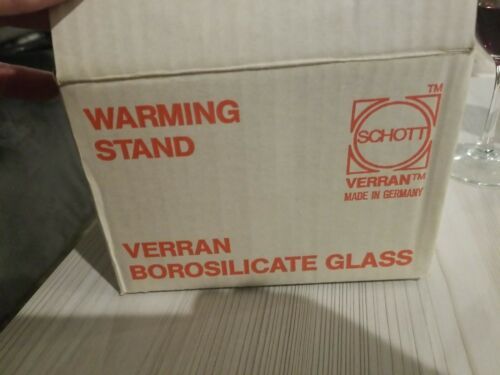 WARMING
STAND
TM
SCHOTT
VERRAN™
MADE IN GERMANY
VERRAN
BOROSILICATE GLASS